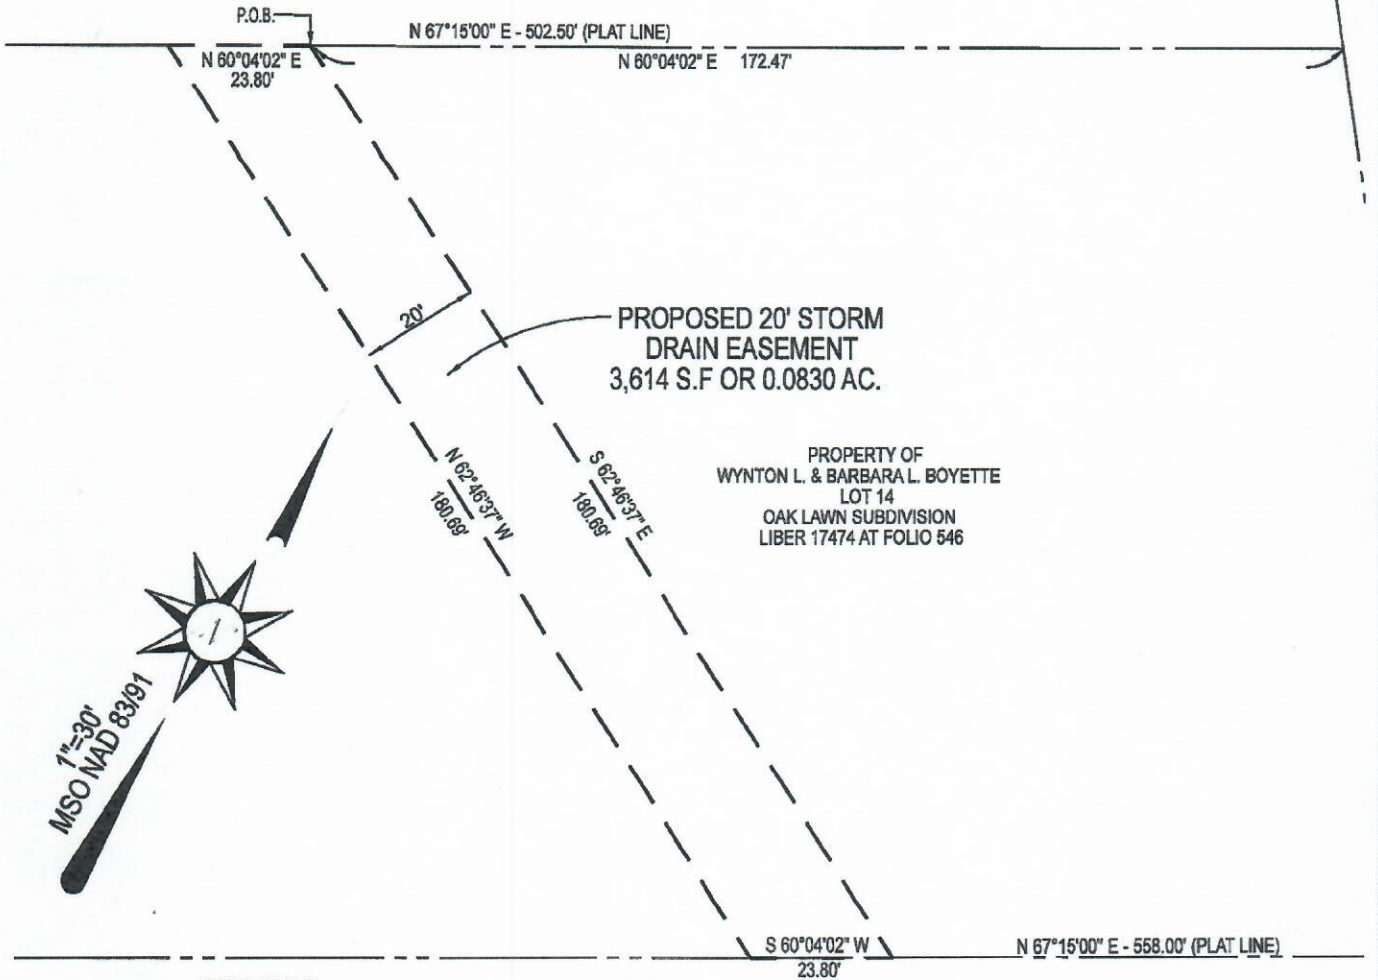 P.O.B.
N 67°15'00" E - 502.50' (PLAT LINE)
N 60°04'02" E
23.80'
N 60°04'02" E 172.47'
20'
PROPOSED 20' STORM
DRAIN EASEMENT
3,614 S.F OR 0.0830 AC.
N 62°46'37" W
180.69'
S 62°46'37" E
180.69'
PROPERTY OF
WYNTON L. & BARBARA L. BOYETTE
LOT 14
OAK LAWN SUBDIVISION
LIBER 17474 AT FOLIO 546
1"=30'
MSO NAD 83/91
S 60°04'02" W
23.80'
N 67°15'00" E - 558.00' (PLAT LINE)